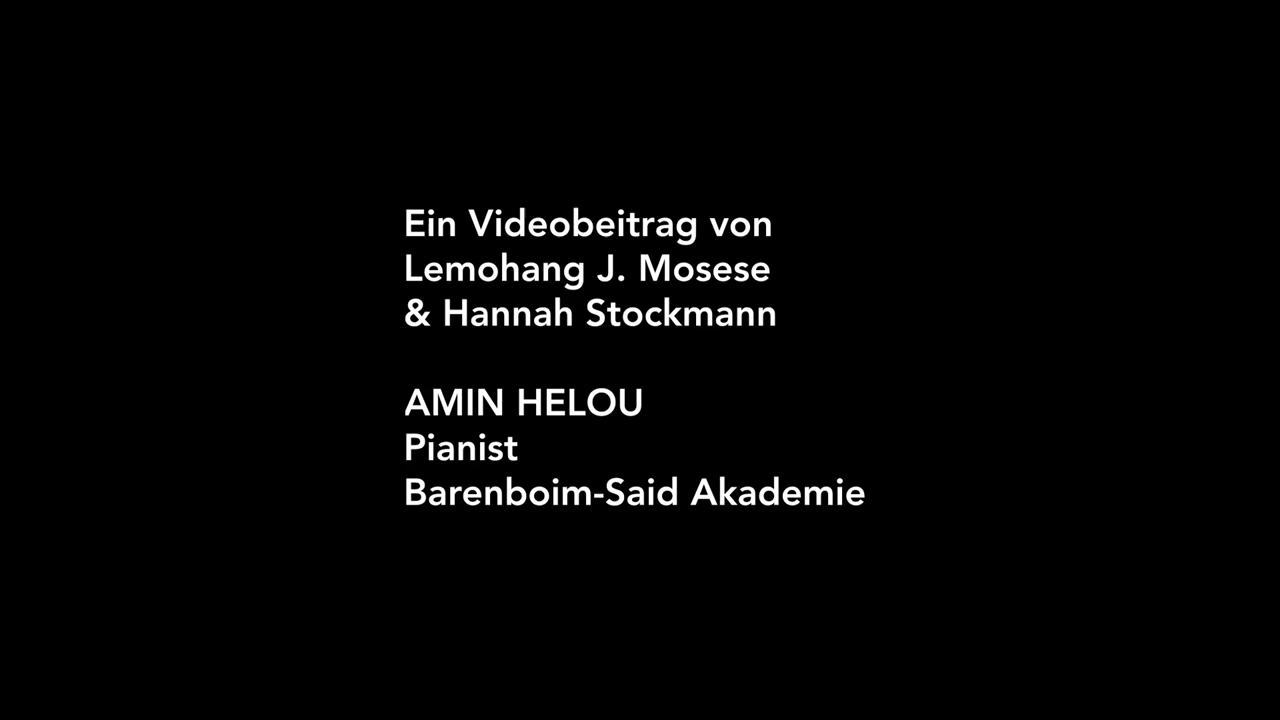 Ein Videobeitrag von
Lemohang J. Mosese
& Hannah Stockmann
AMIN HELOU
Pianist
Barenboim-Said Akademie